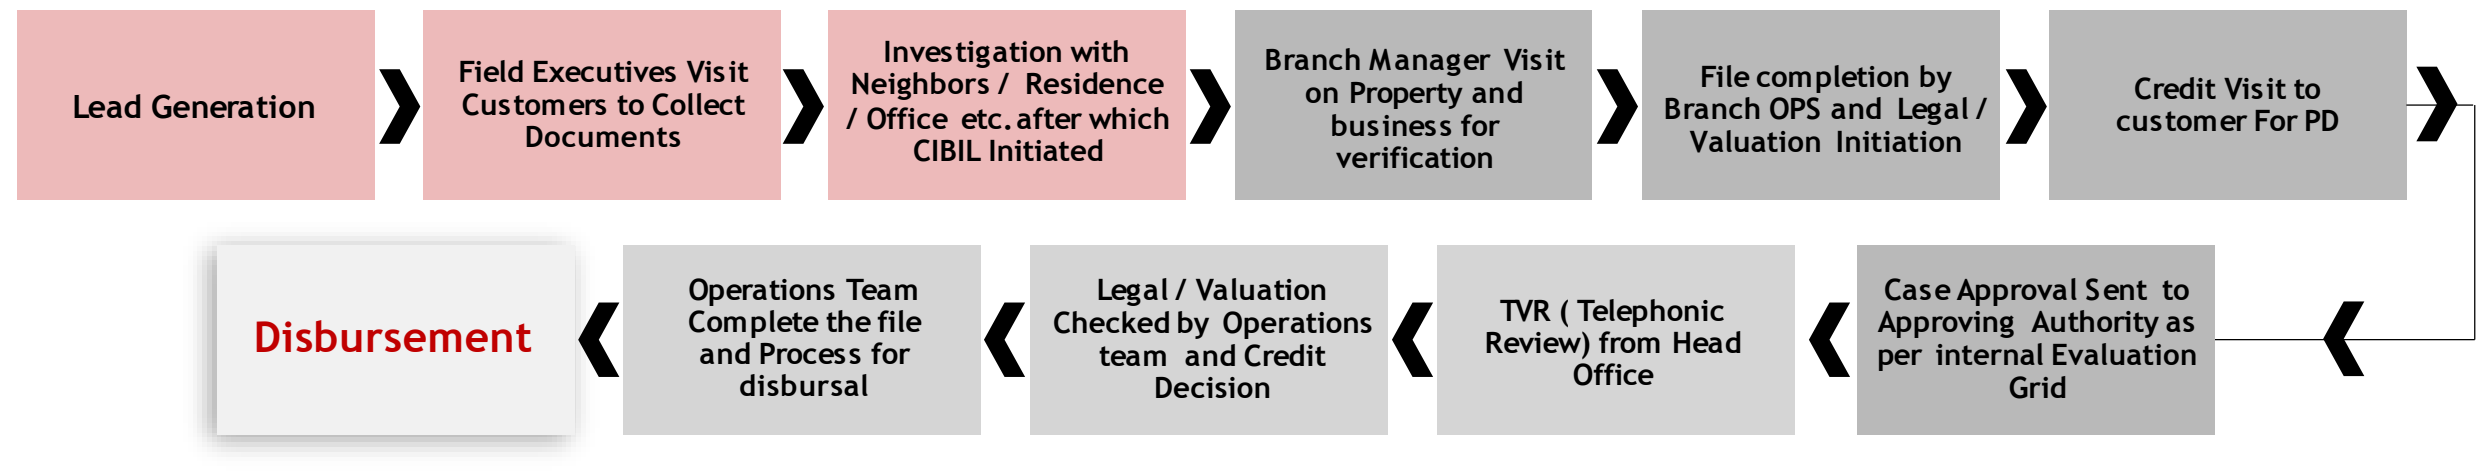 Lead Generation
Field Executives Visit
Customers to Collect
Documents
Investigation with
Neighbors / Residence
/ Office etc. after which
CIBIL Initiated
Branch Manager Visit
on Property and
business for
verification
File completion by
Branch OPS and Legal /
Valuation Initiation
Credit Visit to
customer For PD
Case Approval Sent to
Approving Authority as
per internal Evaluation
Grid
TVR ( Telephonic
Review) from Head
Office
Legal / Valuation
Checked by Operations
team and Credit
Decision
Operations Team
Complete the file
and Process for
disbursal
Disbursement